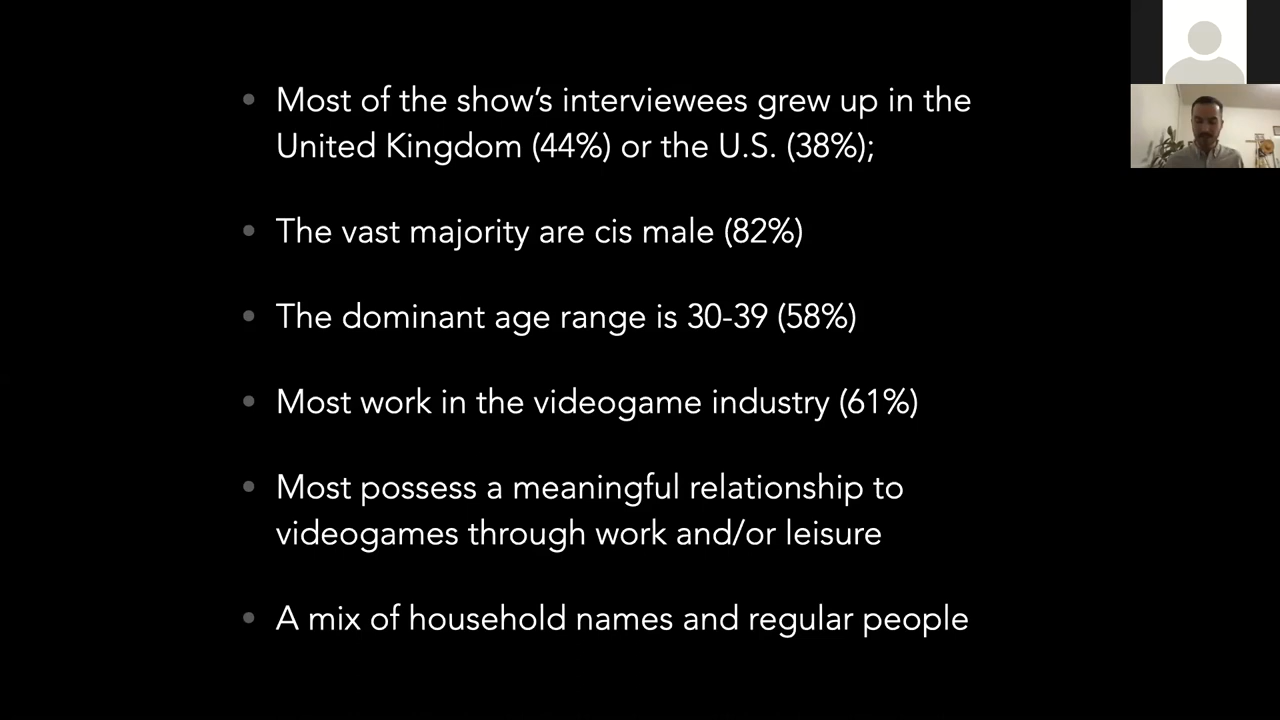 • Most of the show's interviewees grew up in the
United Kingdom (44%) or the U.S. (38%);
• The vast majority are cis male (82%)
• The dominant age range is 30-39 (58%)
• Most work in the videogame industry (61%)
• Most possess a meaningful relationship to
videogames through work and/or leisure
• A mix of household names and regular people